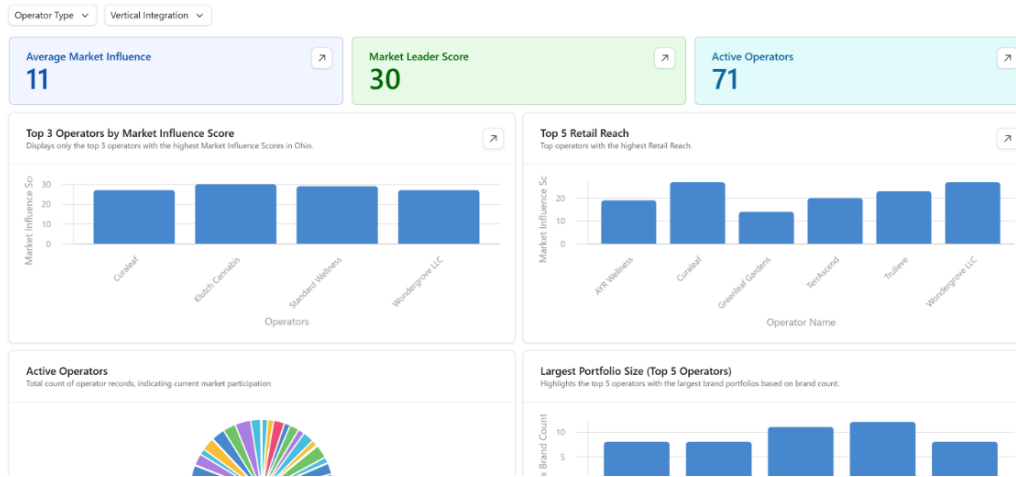 Operator Type
Vertical Integration
Average Market Influence
11
Market Leader Score
30
Active Operators
71
Top 3 Operators by Market Influence Score
Displays only the top 3 operators with the highest Market Influence Scores in Ohio.
Market Influence Sc
30
20
10
0
Curaleaf
Klutch Cannabis
Standard Wellness
Wondergrove LLC
Operators
Top 5 Retail Reach
Top operators with the highest Retail Reach.
Market Influence Sc
20
10
0
AYR Wellness
Curaleaf
Greenleaf Gardens
TerrAscend
Trulieve
Wondergrove LLC
Operator Name
Active Operators
Total count of operator records, indicating current market participation
Largest Portfolio Size (Top 5 Operators)
Highlights the top 5 operators with the largest brand portfolios based on brand count.
x Brand Count
10
5